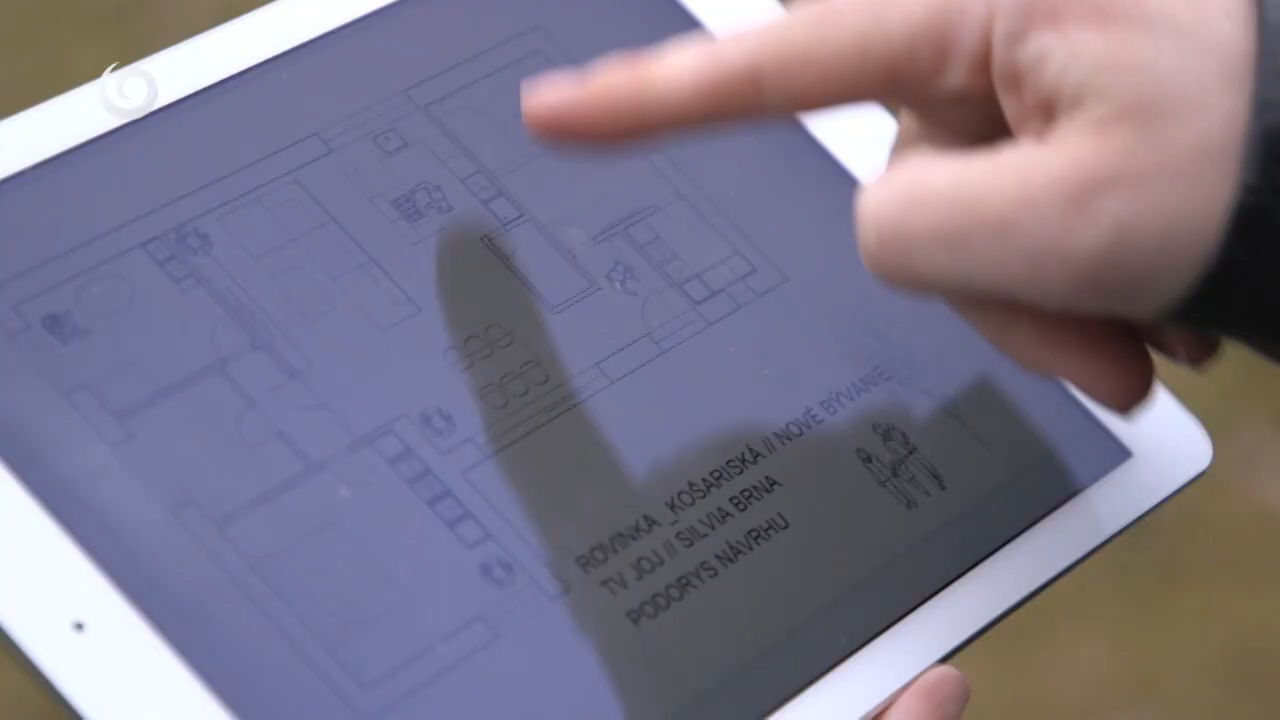 ROVINKA_KOŠARISKÁ // NOVÉ BÝVANIE
TV JOJ // SILVIA BRNA
PODORYS NÁVRHU